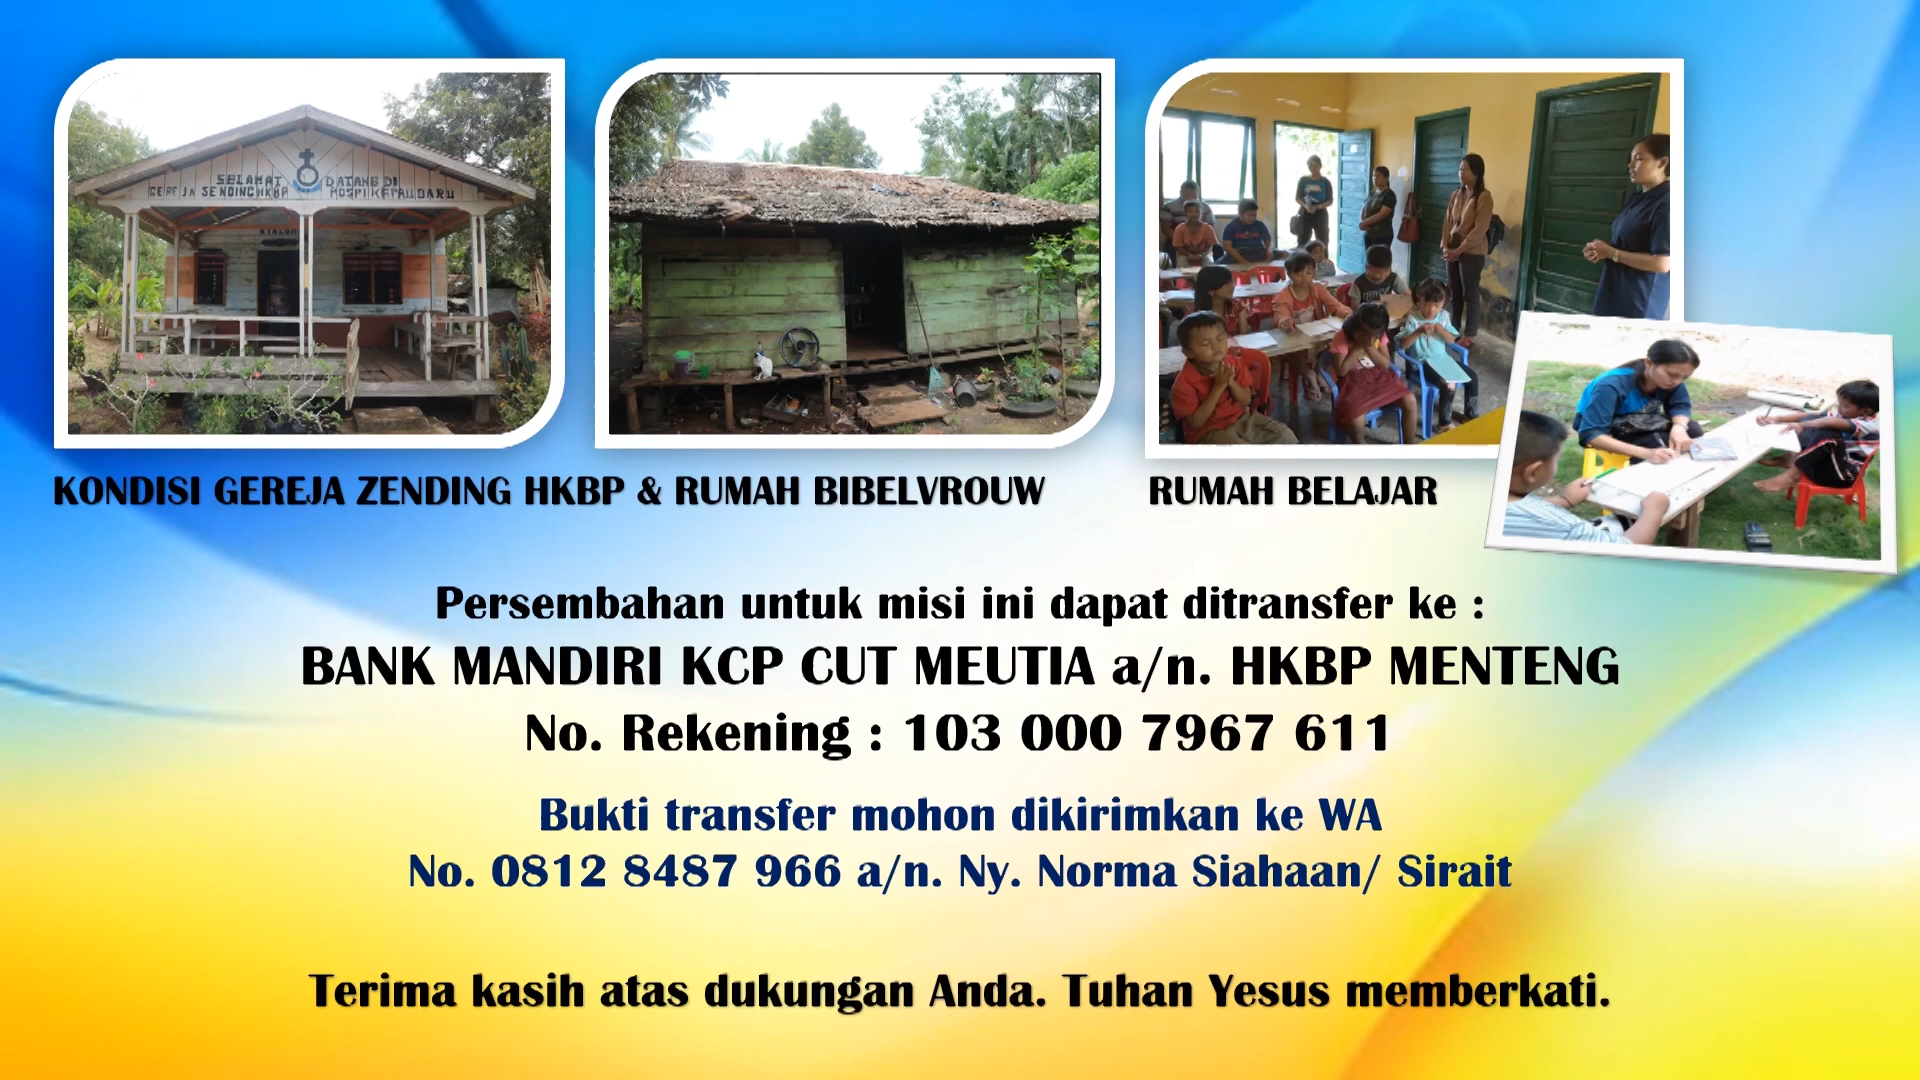 SELAMAT DATANG DI
GEREJA SENDING HKBP
KONDISI GEREJA ZENDING HKBP & RUMAH BIBELVROUW
RUMAH BELAJAR
Persembahan untuk misi ini dapat ditransfer ke :
BANK MANDIRI KCP CUT MEUTIA a/n. HKBP MENTENG
No. Rekening : 103 000 7967 611
Bukti transfer mohon dikirimkan ke WA
No. 0812 8487 966 a/n. Ny. Norma Siahaan/ Sirait
Terima kasih atas dukungan Anda. Tuhan Yesus memberkati.